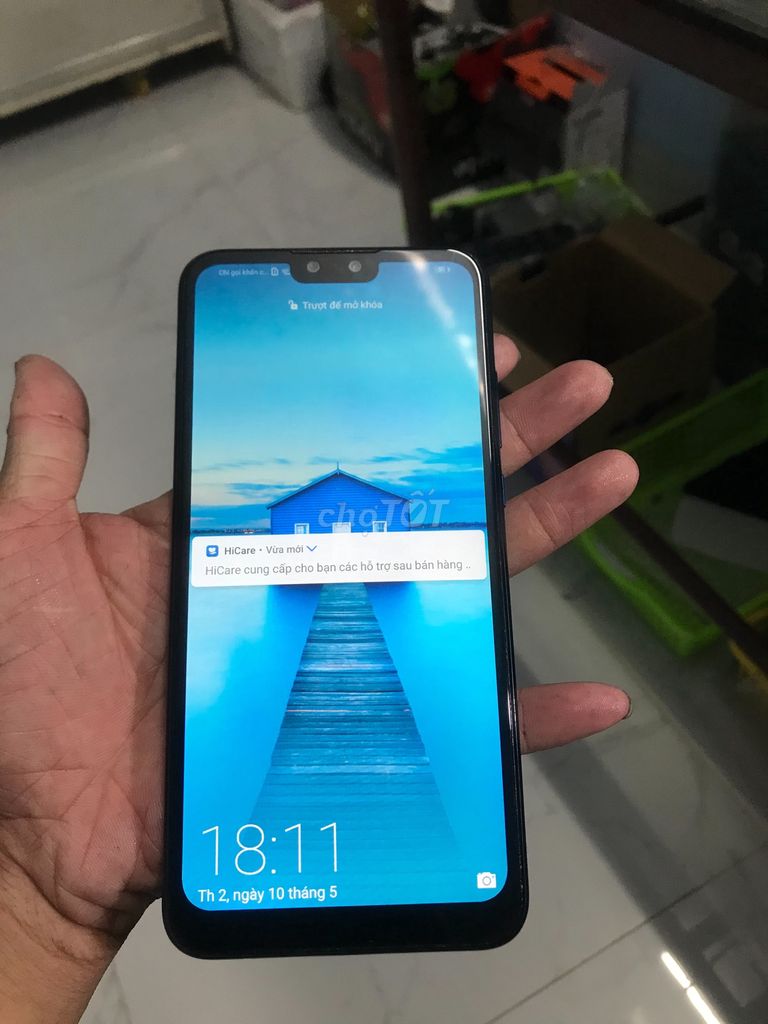 Chỉ gọi khẩn c...
Trượt để mở khóa
chợTỐT
HiCare • Vừa mới
HiCare cung cấp cho bạn các hỗ trợ sau bán hàng ..
18:11
Th 2, ngày 10 tháng 5